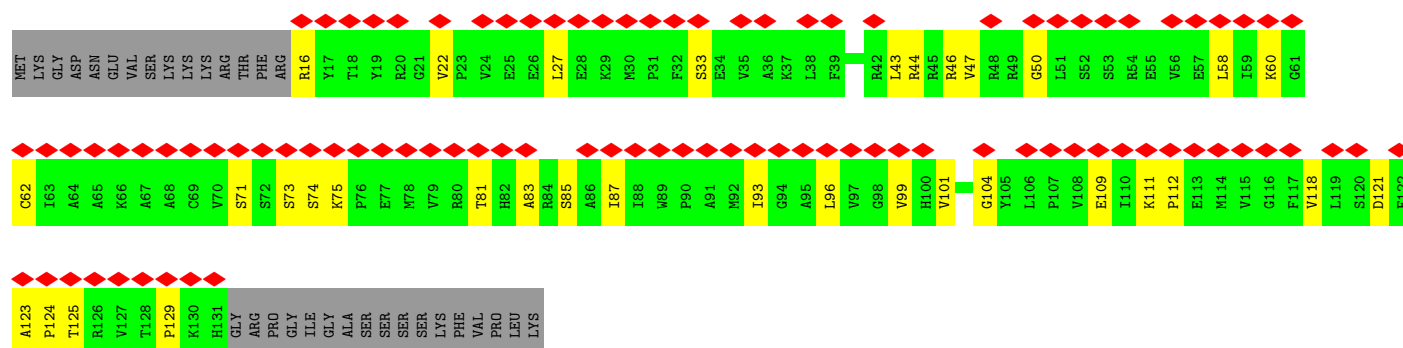 MET LYS GLY ASP ASN GLU VAL SER LYS LYS LYS ARG THR PHE ARG R16 Y17 T18 Y19 R20 G21 V22 P23 V24 E25 E26 L27 E28 K29 M30 P31 F32 S33 E34 V35 A36 K37 L38 F39 R42 L43 R44 R45 R46 V47 R48 R49 G50 L51 S52 S53 R54 E55 V56 E57 L58 I59 K60 G61
C62 I63 A64 A65 K66 A67 A68 C69 V70 S71 S72 S73 S74 K75 P76 E77 M78 V79 R80 T81 H82 A83 R84 S85 A86 I87 I88 W89 P90 A91 M92 I93 G94 A95 L96 V97 G98 V99 H100 V101 G104 Y105 L106 P107 V108 E109 I110 K111 P112 E113 M114 V115 G116 F117 V118 L119 S120 D121
A123 P124 T125 R126 V127 T128 P129 K130 H131 GLY ARG PRO GLY ILE GLY ALA SER SER SER SER LYS PHE VAL PRO LEU LYS